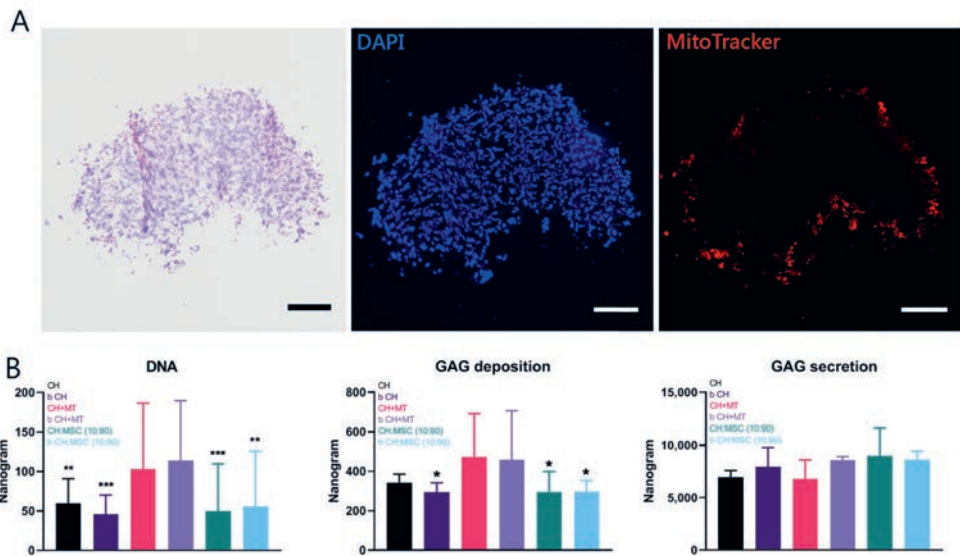 A
DAPI
MitoTracker
B
DNA
Nanogram
200
150
100
50
0
CH
b CH
CH+MT
b CH+MT
CH:MSC (10:90)
b CH:MSC (10:90)
**
***
***
**
GAG deposition
Nanogram
800
600
400
200
0
CH
b CH
CH+MT
b CH+MT
CH:MSC (10:90)
b CH:MSC (10:90)
*
*
*
GAG secretion
Nanogram
15,000
10,000
5,000
0
CH
b CH
CH+MT
b CH+MT
CH:MSC (10:90)
b CH:MSC (10:90)